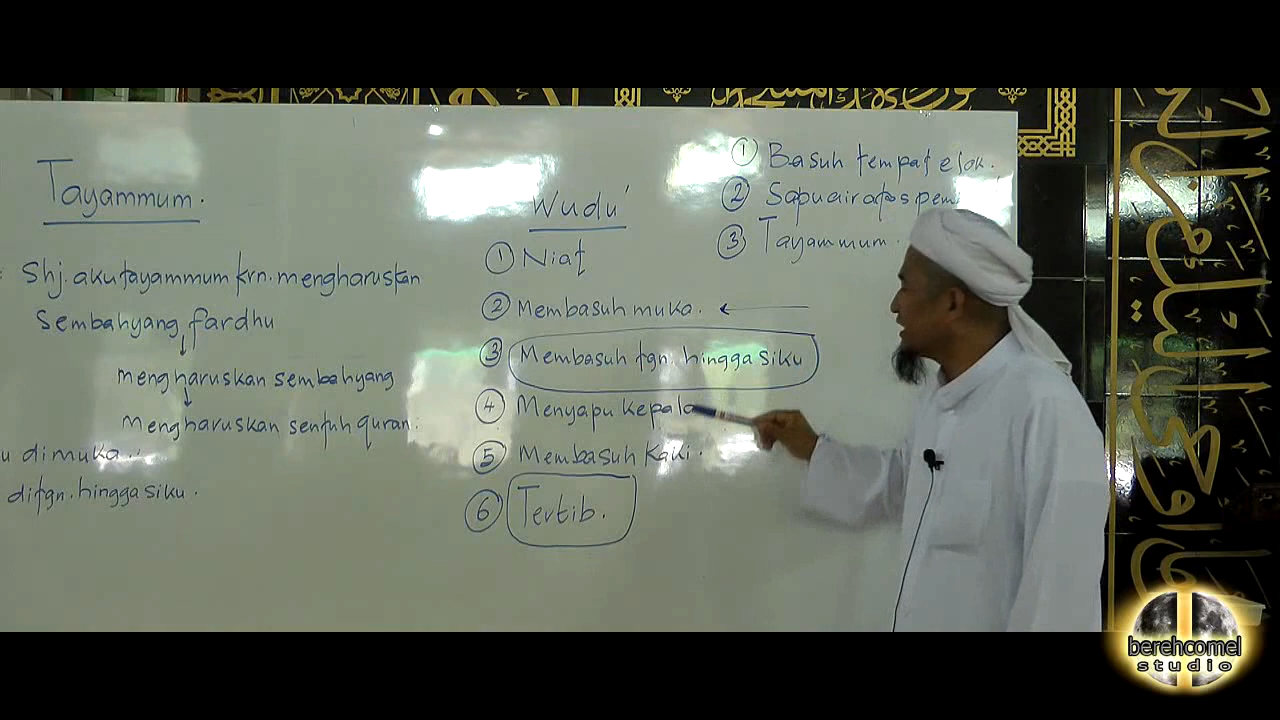 Tayammum.
: Shj. aku tayammum krn. mengharuskan
sembahyang fardhu
mengharuskan sembahyang
mengharuskan sentuh quran.
u dimuka.
ditgn. hingga siku.
Wudu'
① Niat
② Membasuh muka. ←
③ Membasuh tgn. hingga siku
④ Menyapu kepala
⑤ Membasuh kaki.
⑥ Tertib.
① Basuh tempat elok.
② Sapu air atas pem
③ Tayammum.
berehcomel
studio